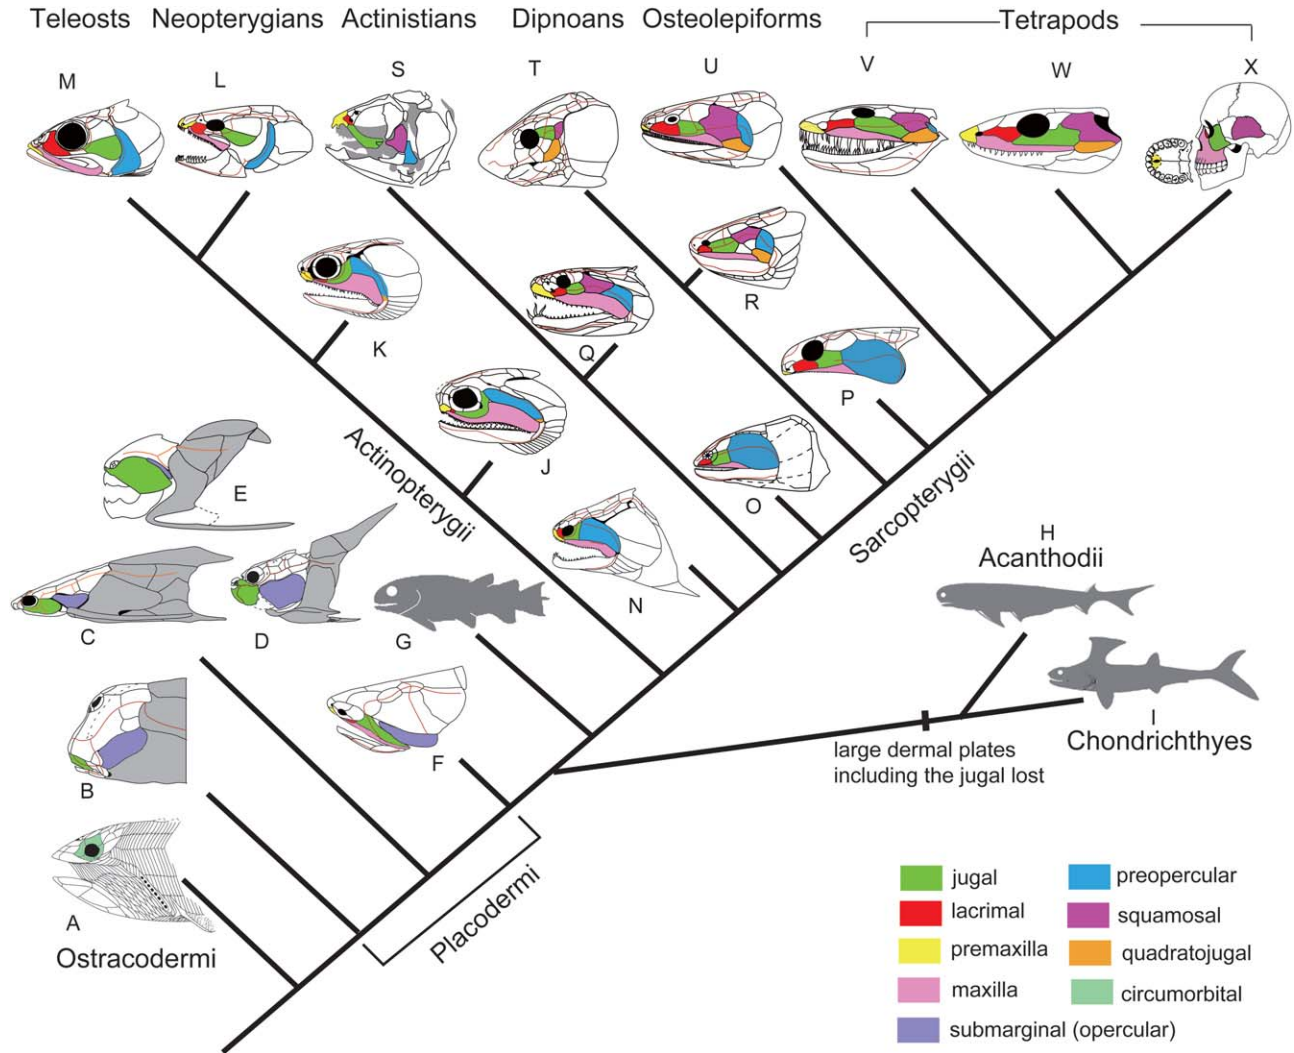 Teleosts Neopterygians Actinistians Dipnoans Osteolepiforms Tetrapods
M L S T U V W X
K
Q
R
J
P
E
Actinopterygii
O
Sarcopterygii
H
Acanthodii
C D G N
I
Chondrichthyes
large dermal plates
including the jugal lost
B
F
A
Ostracodermi
Placodermi
jugal
lacrimal
premaxilla
maxilla
submarginal (opercular)
preopercular
squamosal
quadratojugal
circumorbital